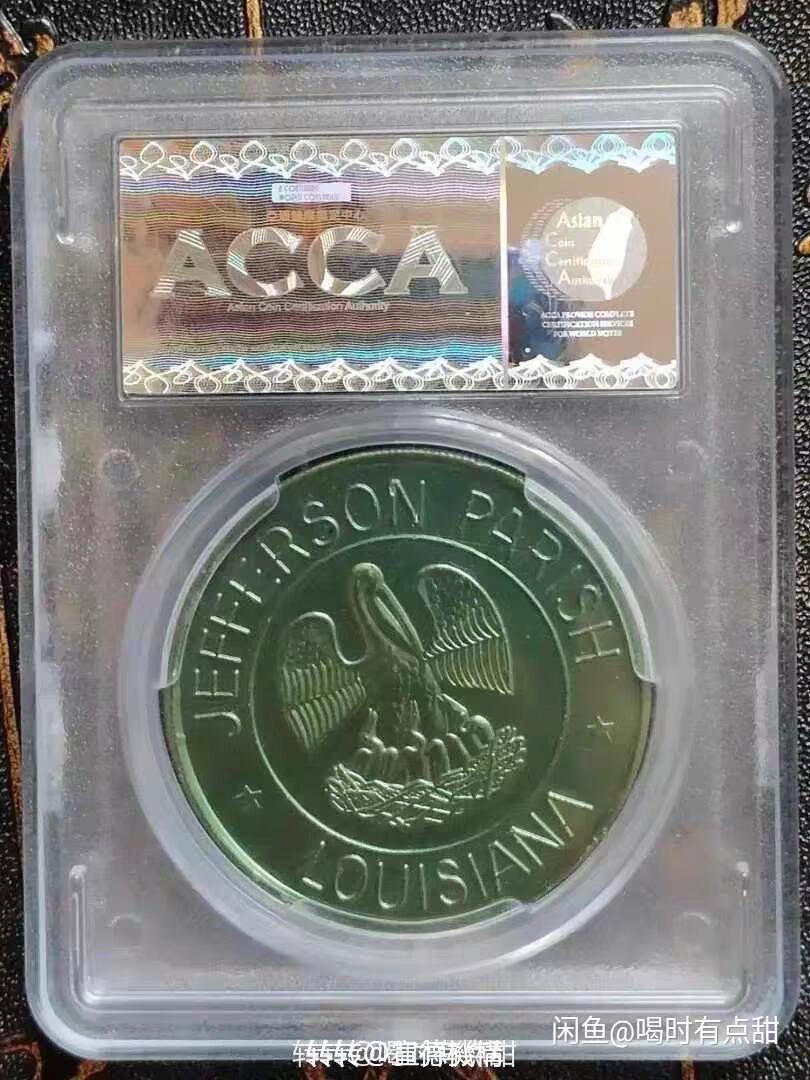 ACCA
Asian Coin Certification Authority
Asian
Coin
Certification
Authority
ACCA PROVIDE COMPLETE
CERTIFICATION SERVICES
FOR WORLD NOTES
JEFFERSON PARISH
LOUISIANA
闲鱼@喝时有点甜